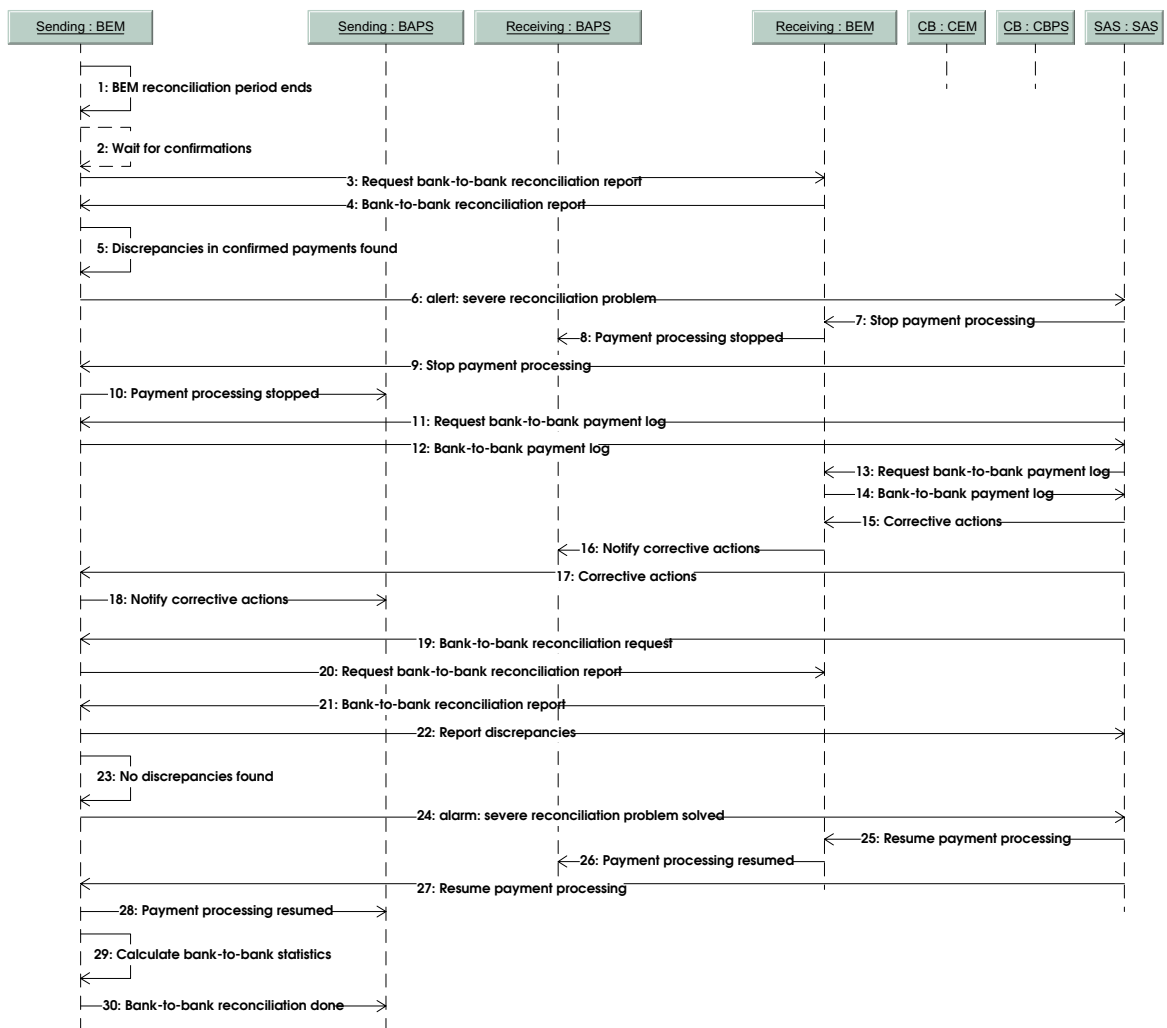 Sending : BEM
Sending : BAPS
Receiving : BAPS
Receiving : BEM
CB : CEM
CB : CBPS
SAS : SAS
1: BEM reconciliation period ends
2: Wait for confirmations
3: Request bank-to-bank reconciliation report
4: Bank-to-bank reconciliation report
5: Discrepancies in confirmed payments found
6: alert: severe reconciliation problem
7: Stop payment processing
8: Payment processing stopped
9: Stop payment processing
10: Payment processing stopped
11: Request bank-to-bank payment log
12: Bank-to-bank payment log
13: Request bank-to-bank payment log
14: Bank-to-bank payment log
15: Corrective actions
16: Notify corrective actions
17: Corrective actions
18: Notify corrective actions
19: Bank-to-bank reconciliation request
20: Request bank-to-bank reconciliation report
21: Bank-to-bank reconciliation report
22: Report discrepancies
23: No discrepancies found
24: alarm: severe reconciliation problem solved
25: Resume payment processing
26: Payment processing resumed
27: Resume payment processing
28: Payment processing resumed
29: Calculate bank-to-bank statistics
30: Bank-to-bank reconciliation done